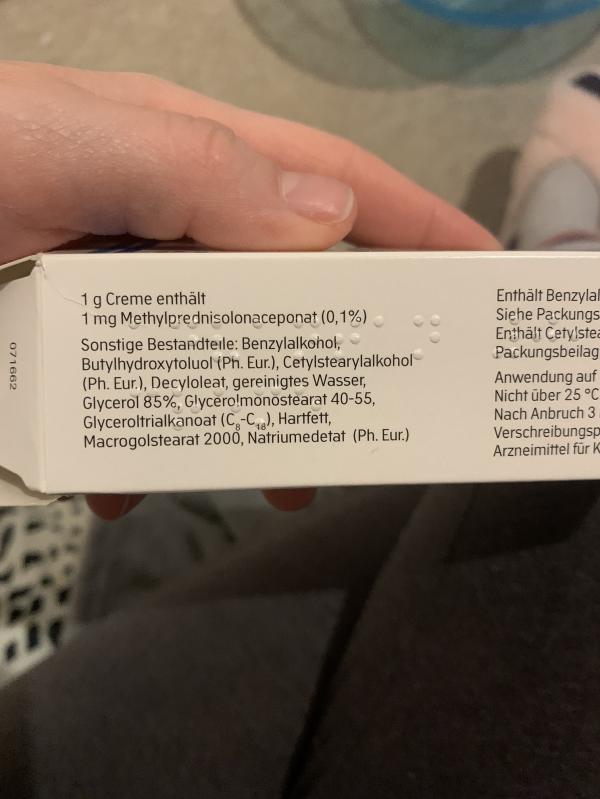 1 g Creme enthält
1 mg Methylprednisolonaceponat (0,1%)
Sonstige Bestandteile: Benzylalkohol,
Butylhydroxytoluol (Ph. Eur.), Cetylstearylalkohol
(Ph. Eur.), Decyloleat, gereinigtes Wasser,
Glycerol 85%, Glycerolmonostearat 40-55,
Glyceroltrialkanoat (C₈-C₁₈), Hartfett,
Macrogolstearat 2000, Natriumedetat (Ph. Eur.)
Enthält Benzylal
Siehe Packungs
Enthält Cetylstea
Packungsbeilag
Anwendung auf
Nicht über 25 °C
Nach Anbruch 3
Verschreibungsp
Arzneimittel für K
071662